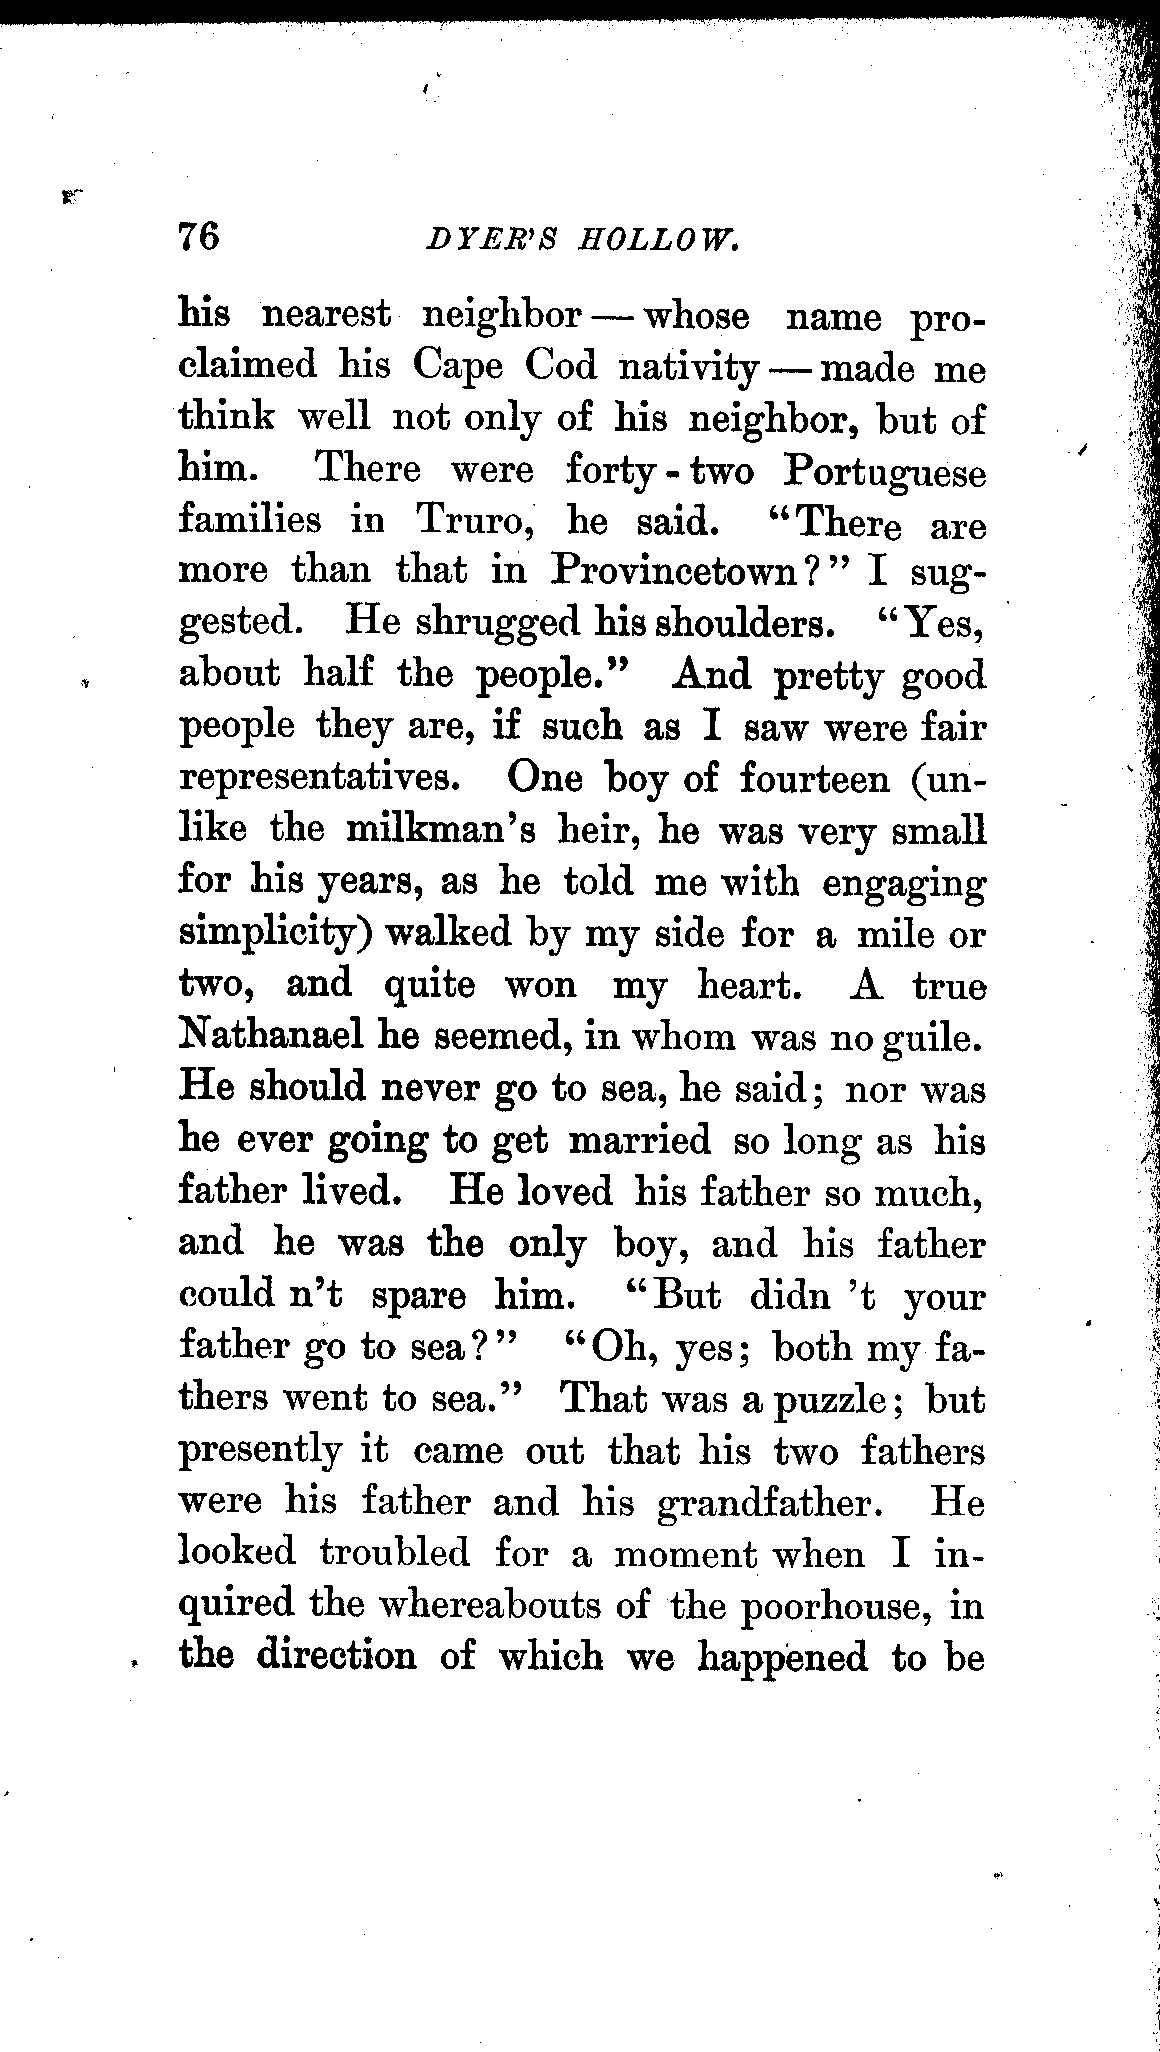 76 DYER'S HOLLOW.
his nearest neighbor — whose name pro-
claimed his Cape Cod nativity — made me
think well not only of his neighbor, but of
him. There were forty-two Portuguese
families in Truro, he said. “There are
more than that in Provincetown?” I sug-
gested. He shrugged his shoulders. “Yes,
about half the people.” And pretty good
people they are, if such as I saw were fair
representatives. One boy of fourteen (un-
like the milkman's heir, he was very small
for his years, as he told me with engaging
simplicity) walked by my side for a mile or
two, and quite won my heart. A true
Nathanael he seemed, in whom was no guile.
He should never go to sea, he said; nor was
he ever going to get married so long as his
father lived. He loved his father so much,
and he was the only boy, and his father
could n't spare him. “But didn 't your
father go to sea?” “Oh, yes; both my fa-
thers went to sea.” That was a puzzle; but
presently it came out that his two fathers
were his father and his grandfather. He
looked troubled for a moment when I in-
quired the whereabouts of the poorhouse, in
the direction of which we happened to be